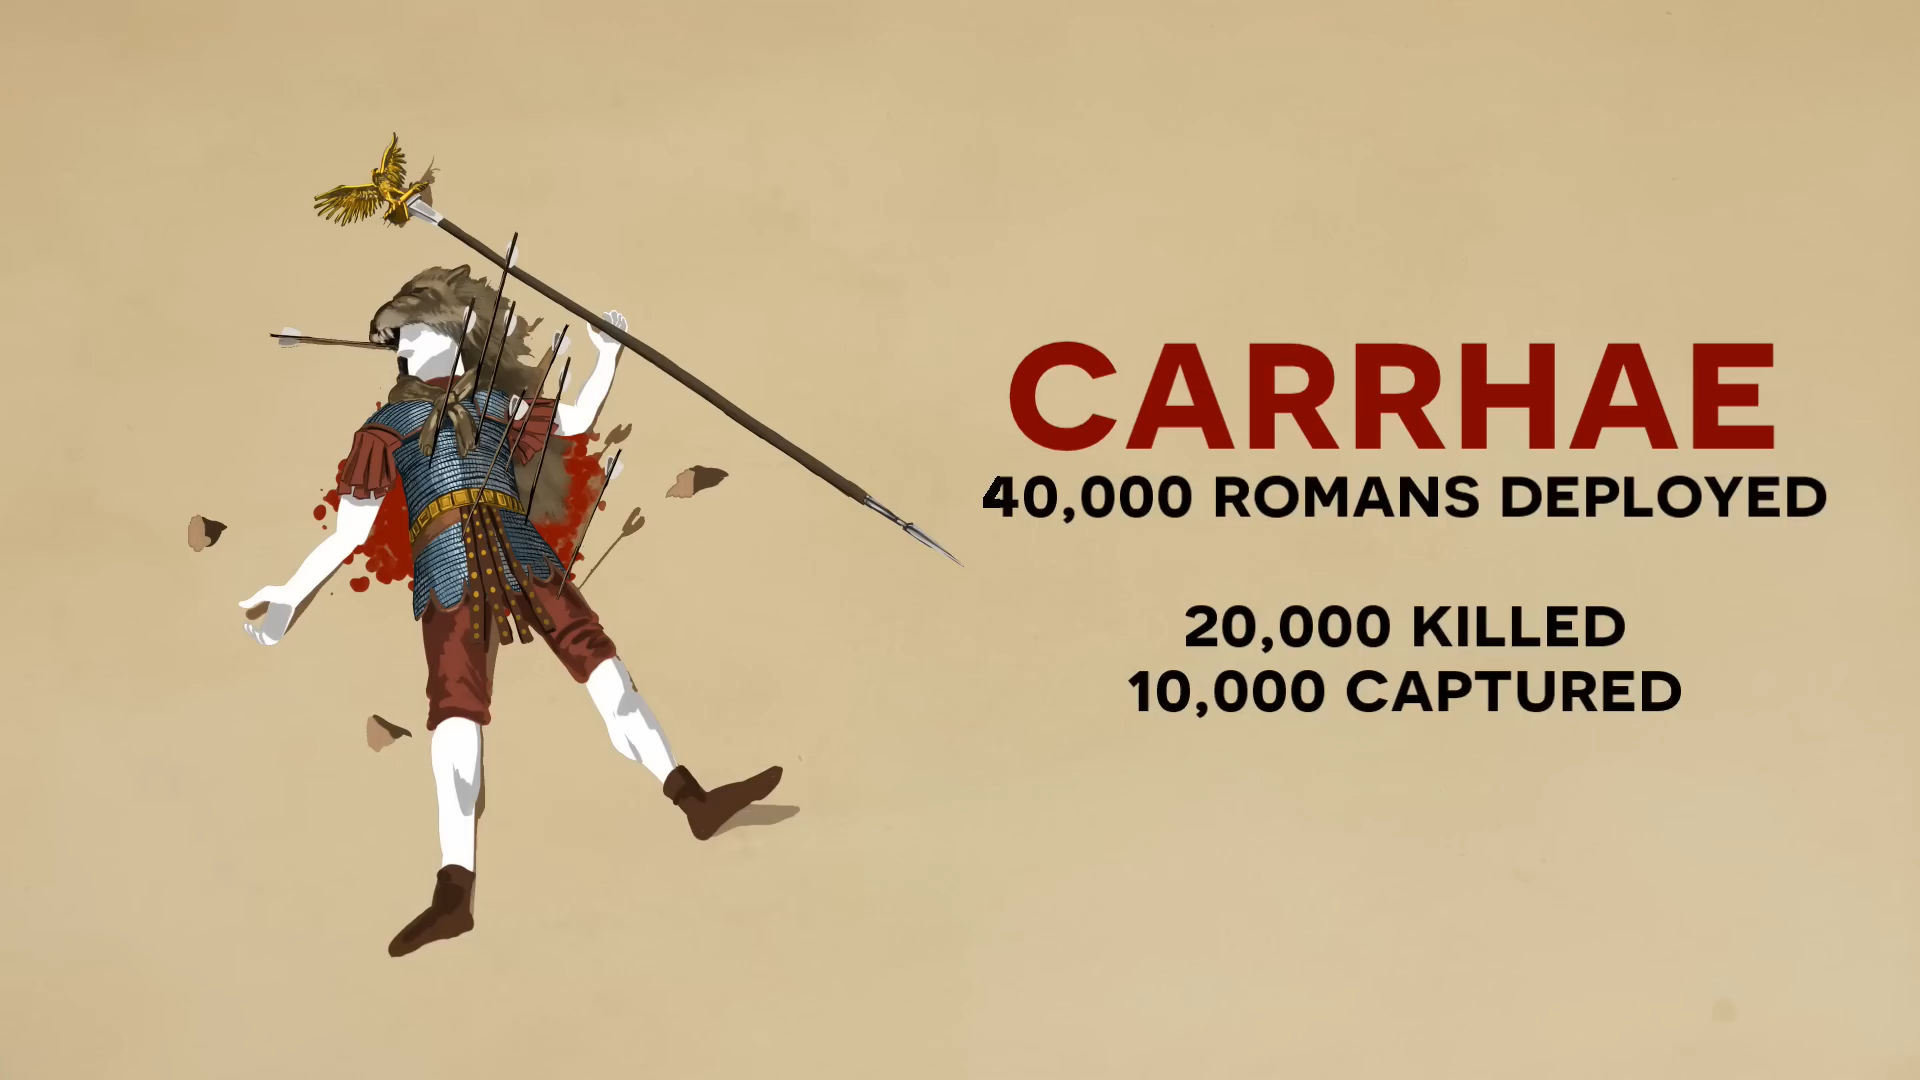 CARRHAE
40,000 ROMANS DEPLOYED
20,000 KILLED
10,000 CAPTURED